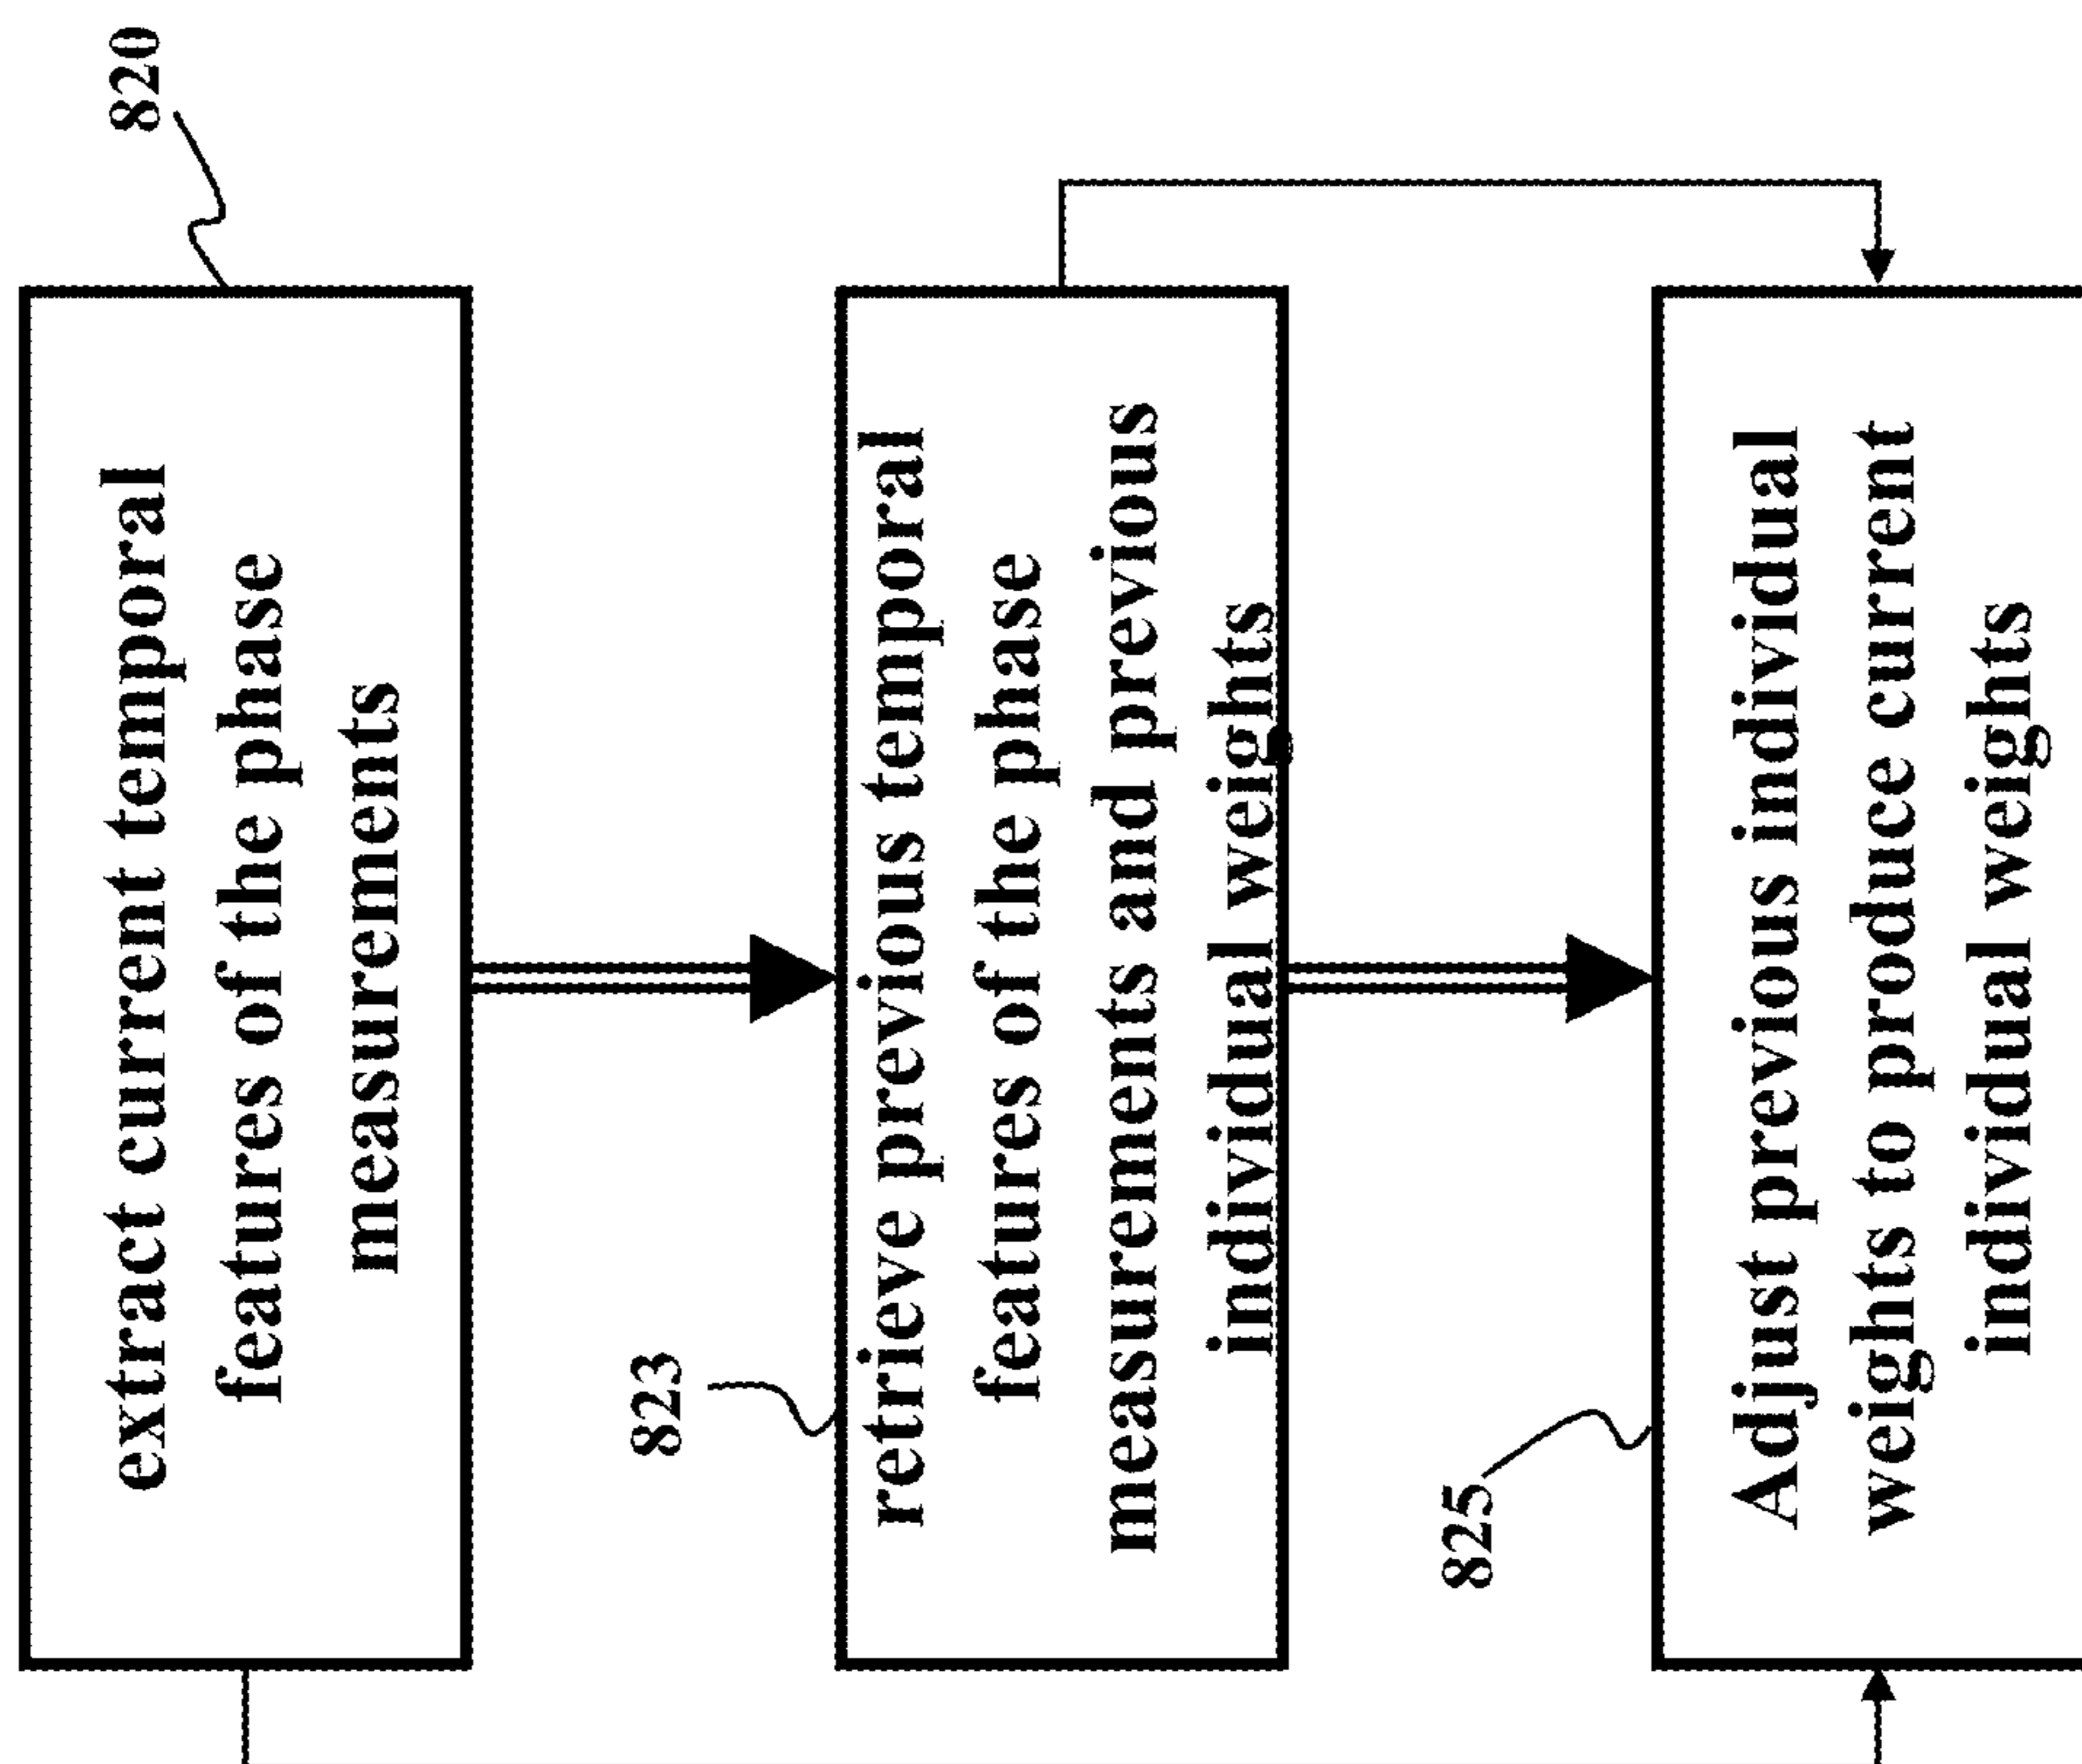 820
extract current temporal
features of the phase
measurements
823
retrieve previous temporal
features of the phase
measurements and previous
individual weights
825
Adjust previous individual
weights to produce current
individual weights